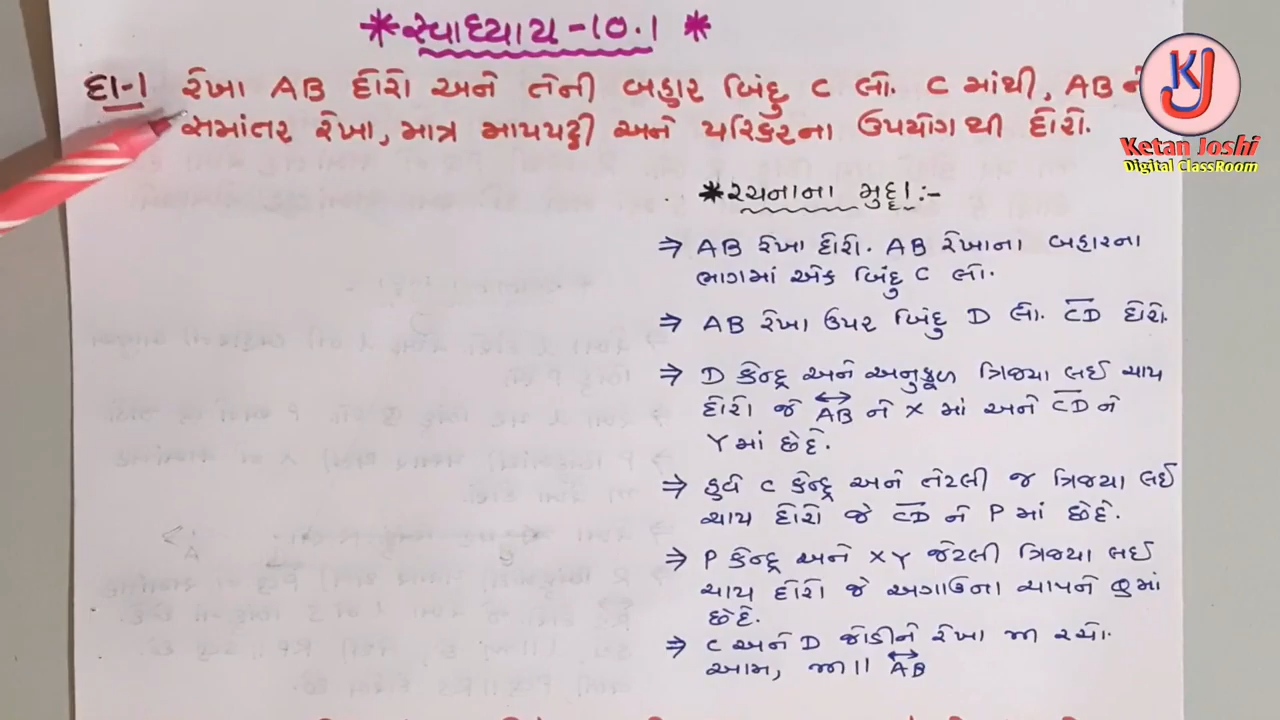 *સ્વાધ્યાય-10.1 *
દા-1 રેખા AB દોરો અને તેની બહાર બિંદુ C લો. C માંથી, AB ને
સમાંતર રેખા, માત્ર માપપટ્ટી અને પરિકરના ઉપયોગથી દોરો.
KJ
Ketan Joshi
Digital ClassRoom
*રચનાના મુદ્દા:-
⇒ AB રેખા દોરો. AB રેખાના બહારના
ભાગમાં એક બિંદુ C લો.
⇒ AB રેખા ઉપર બિંદુ D લો. CD દોરો.
⇒ D કેન્દ્ર અને અનુકૂળ ત્રિજ્યા લઈ ચાપ
દોરો જે AB ને X માં અને CD ને
Y માં છેદે.
⇒ હવે C કેન્દ્ર અને તેટલી જ ત્રિજ્યા લઈ
ચાપ દોરો જે CD ને P માં છેદે.
⇒ P કેન્દ્ર અને XY જેટલી ત્રિજ્યા લઈ
ચાપ દોરો જે અગાઉના ચાપને Q માં
છેદે.
⇒ C અને D જોડીને રેખા m રચો.
આમ, m || AB